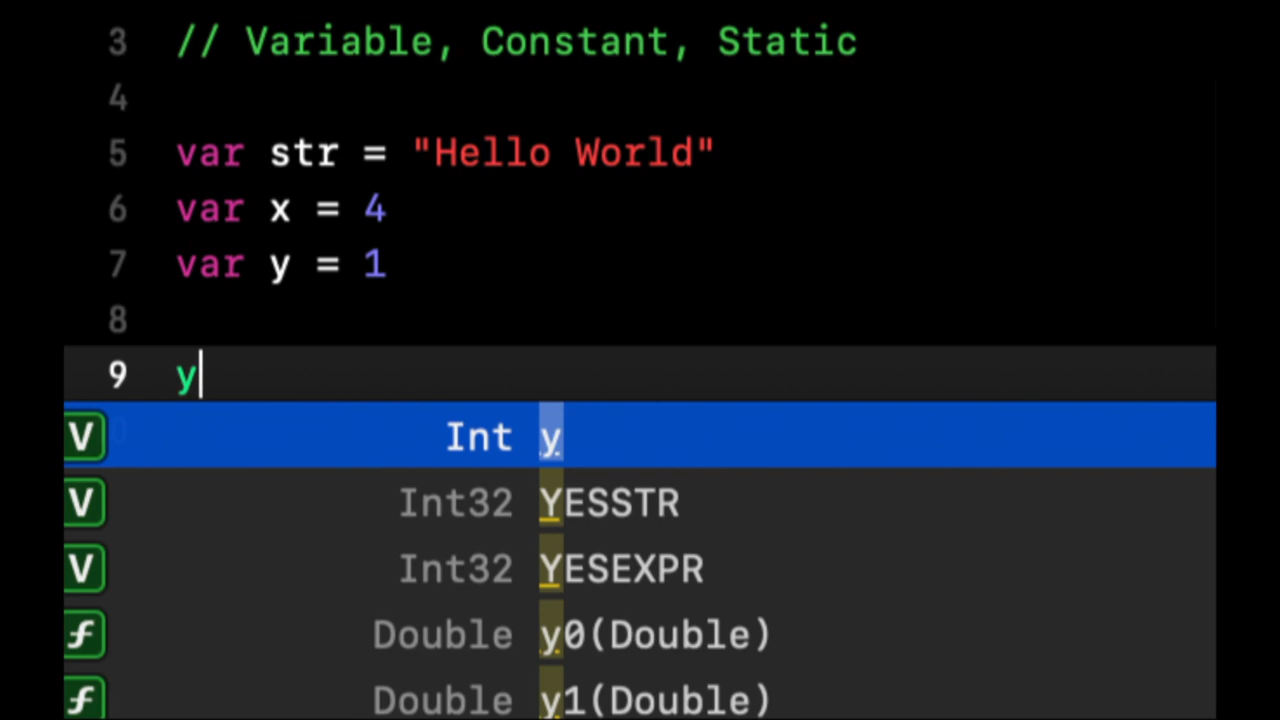 3 // Variable, Constant, Static
4
5 var str = "Hello World"
6 var x = 4
7 var y = 1
8
9 y
V Int y
V Int32 YESSTR
V Int32 YESEXPR
f Double y0(Double)
f Double y1(Double)